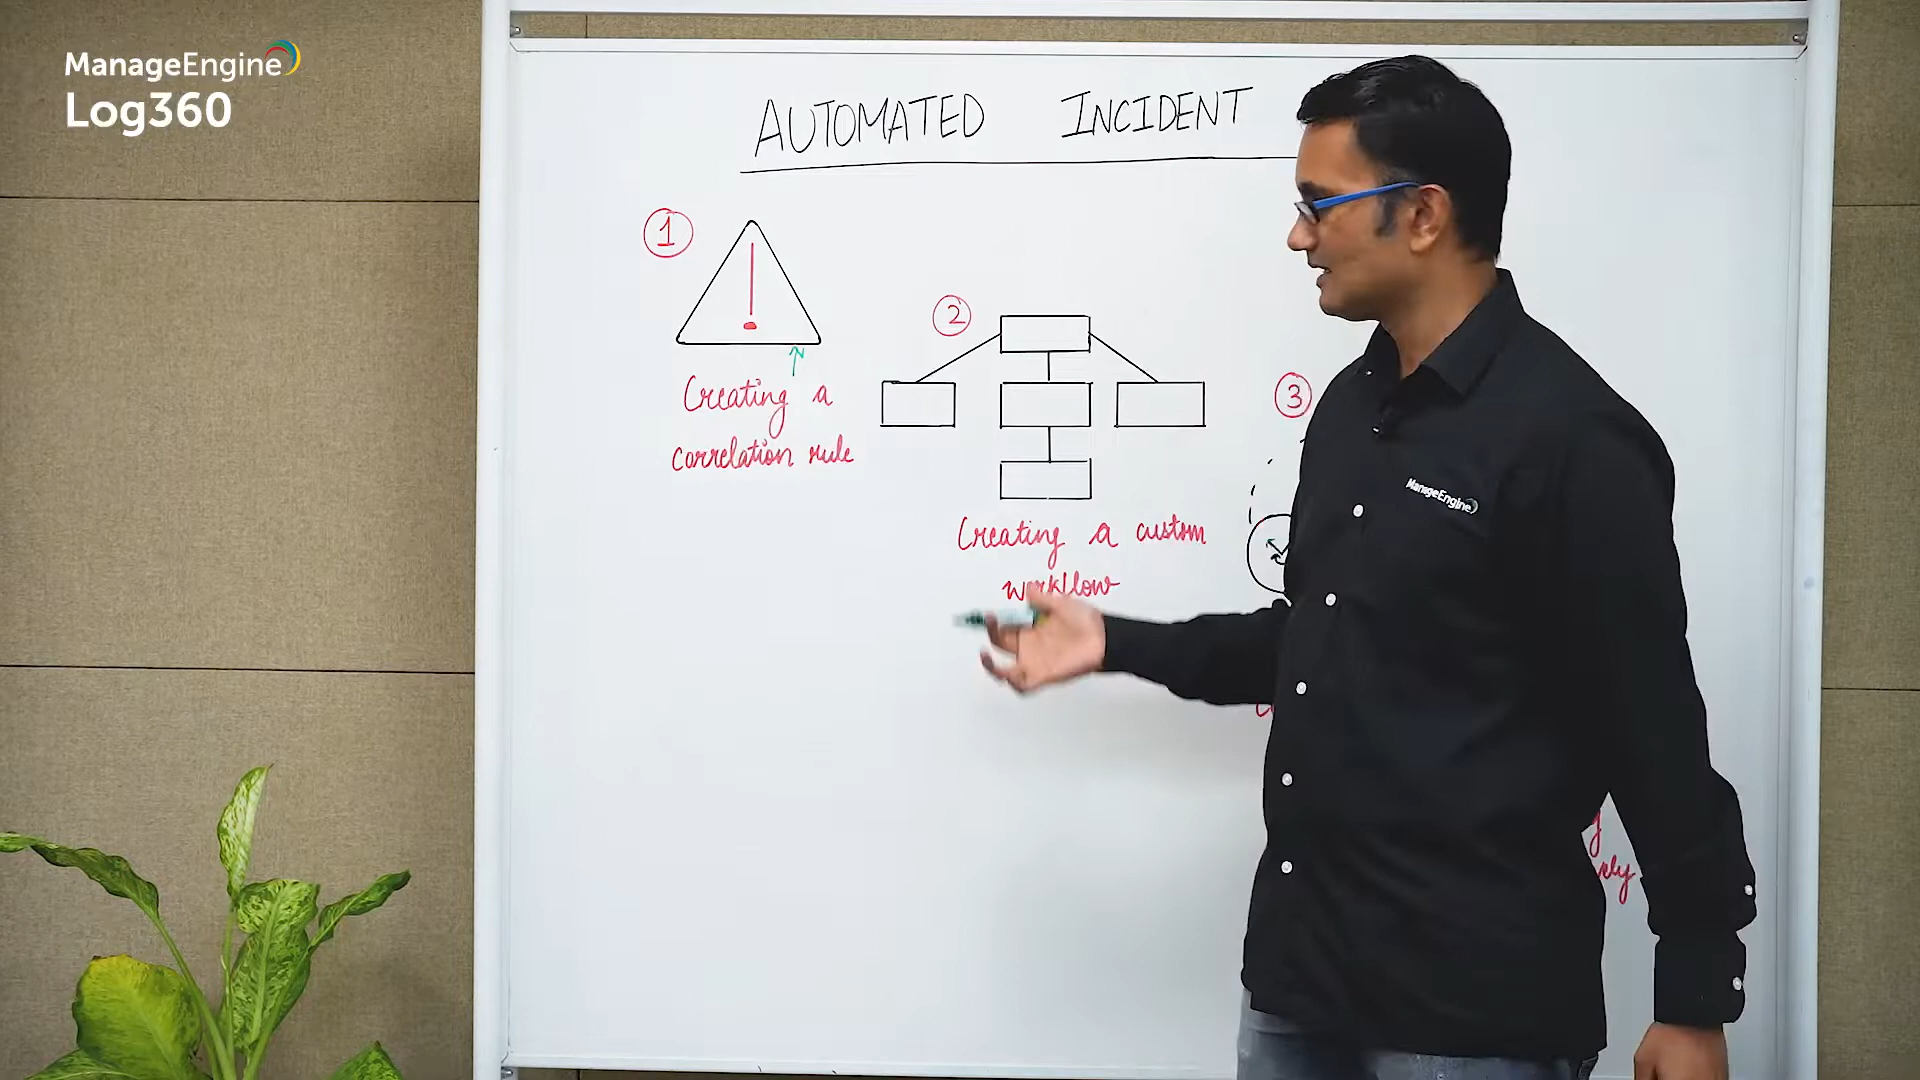 ManageEngine
Log360
AUTOMATED INCIDENT
1
Creating a
correlation rule
2
Creating a custom
workflow
3
ManageEngine